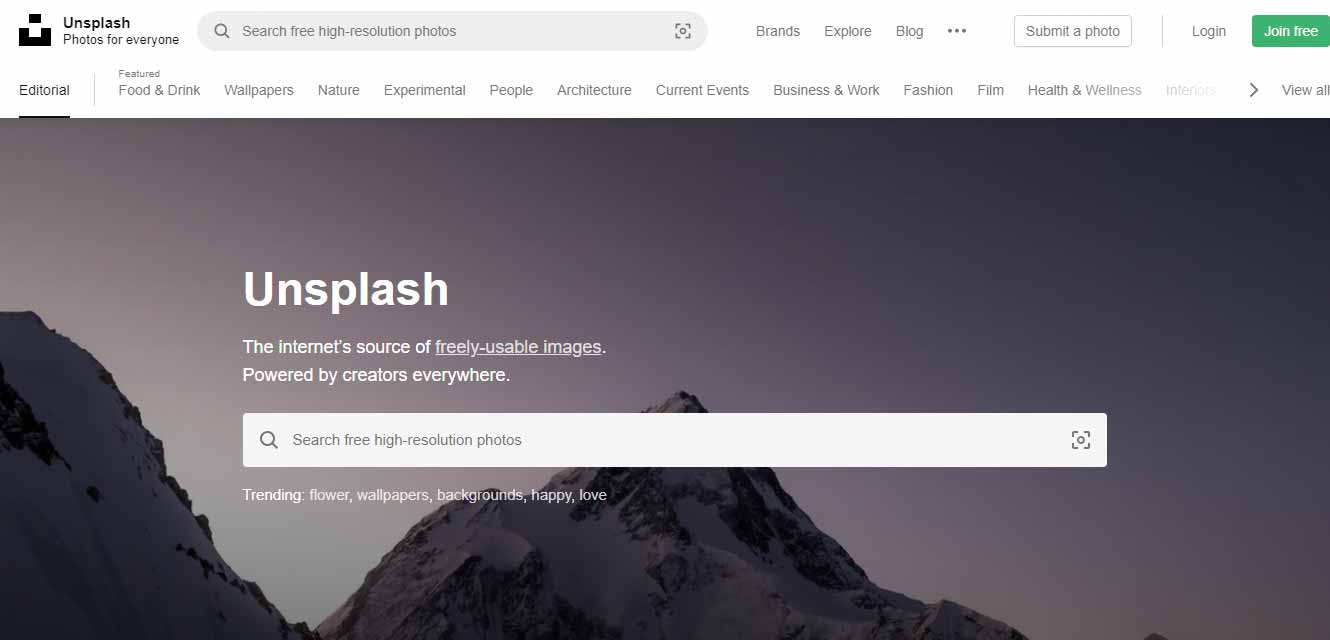 Unsplash
Photos for everyone
Search free high-resolution photos
Brands Explore Blog ••• Submit a photo Login Join free
Featured
Editorial Food & Drink Wallpapers Nature Experimental People Architecture Current Events Business & Work Fashion Film Health & Wellness Interiors View all
Unsplash
The internet’s source of freely-usable images.
Powered by creators everywhere.
Search free high-resolution photos
Trending: flower, wallpapers, backgrounds, happy, love